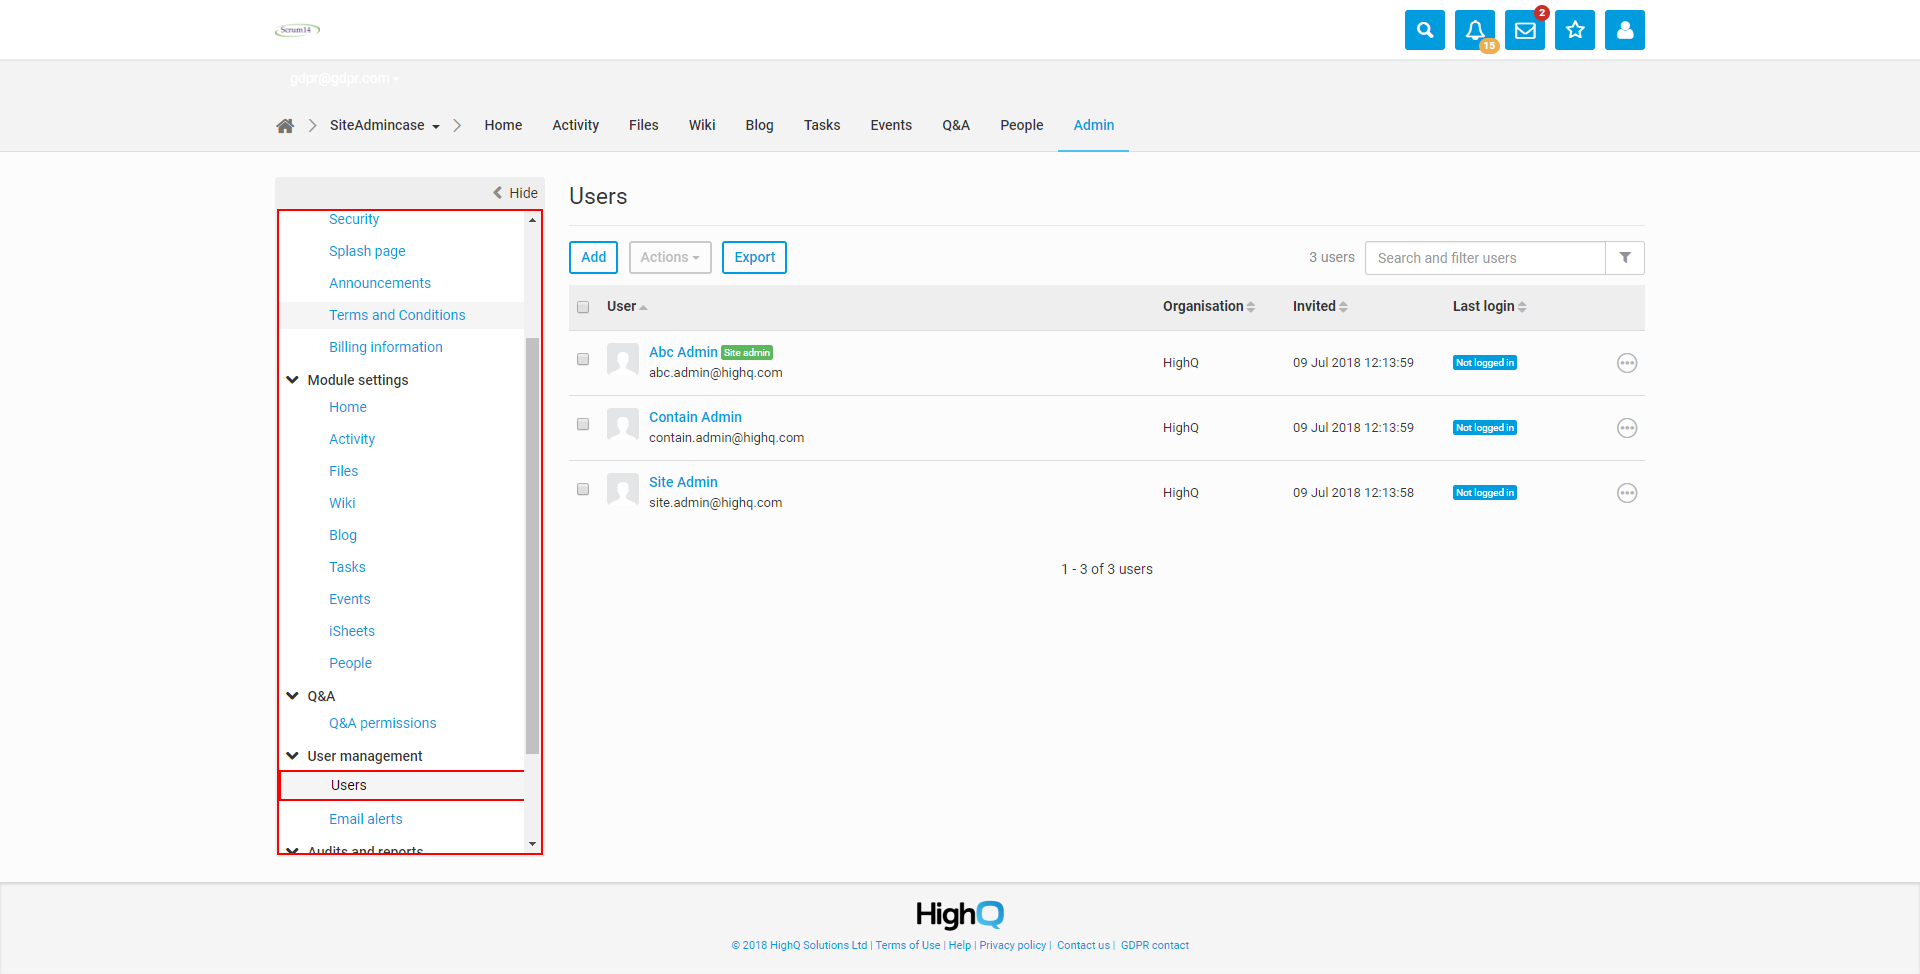 Scrum14
15
2
gdpr@gdpr.com
SiteAdmincase
Home
Activity
Files
Wiki
Blog
Tasks
Events
Q&A
People
Admin
Hide
Security
Splash page
Announcements
Terms and Conditions
Billing information
Module settings
Home
Activity
Files
Wiki
Blog
Tasks
Events
iSheets
People
Q&A
Q&A permissions
User management
Users
Email alerts
Audits and reports
Users
Add
Actions
Export
3 users
Search and filter users
User
Organisation
Invited
Last login
Abc Admin Site admin
abc.admin@highq.com
HighQ
09 Jul 2018 12:13:59
Not logged in
Contain Admin
contain.admin@highq.com
HighQ
09 Jul 2018 12:13:59
Not logged in
Site Admin
site.admin@highq.com
HighQ
09 Jul 2018 12:13:58
Not logged in
1 - 3 of 3 users
HighQ
© 2018 HighQ Solutions Ltd | Terms of Use | Help | Privacy policy | Contact us | GDPR contact